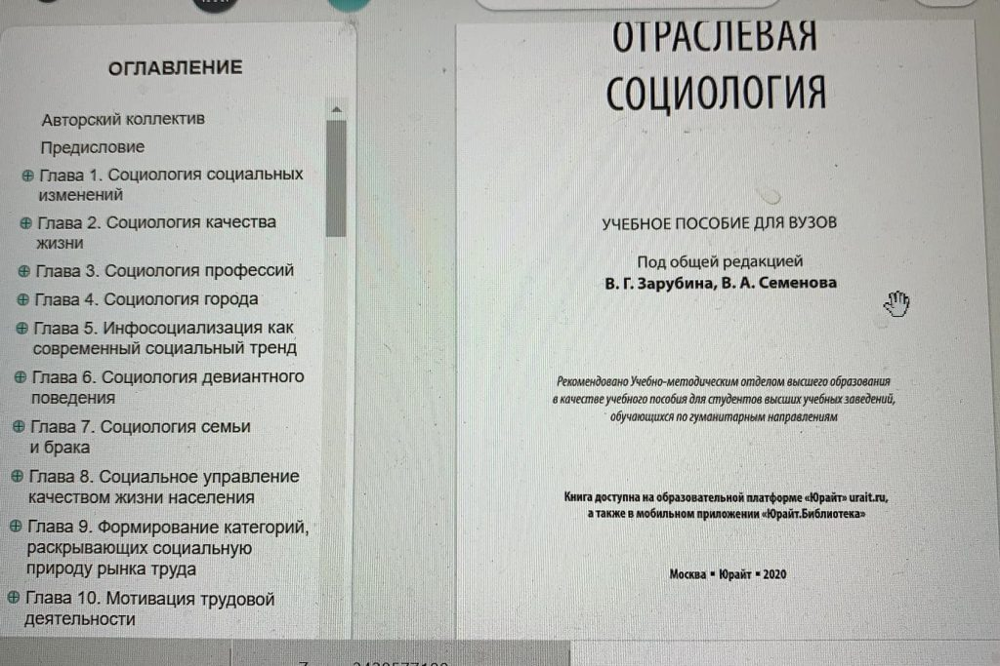 ОГЛАВЛЕНИЕ
Авторский коллектив
Предисловие
Глава 1. Социология социальных
изменений
Глава 2. Социология качества
жизни
Глава 3. Социология профессий
Глава 4. Социология города
Глава 5. Инфосоциализация как
современный социальный тренд
Глава 6. Социология девиантного
поведения
Глава 7. Социология семьи
и брака
Глава 8. Социальное управление
качеством жизни населения
Глава 9. Формирование категорий,
раскрывающих социальную
природу рынка труда
Глава 10. Мотивация трудовой
деятельности
ОТРАСЛЕВАЯ
СОЦИОЛОГИЯ
УЧЕБНОЕ ПОСОБИЕ ДЛЯ ВУЗОВ
Под общей редакцией
В. Г. Зарубина, В. А. Семенова
Рекомендовано Учебно-методическим отделом высшего образования
в качестве учебного пособия для студентов высших учебных заведений,
обучающихся по гуманитарным направлениям
Книга доступна на образовательной платформе «Юрайт» urait.ru,
а также в мобильном приложении «Юрайт.Библиотека»
Москва ▪ Юрайт ▪ 2020